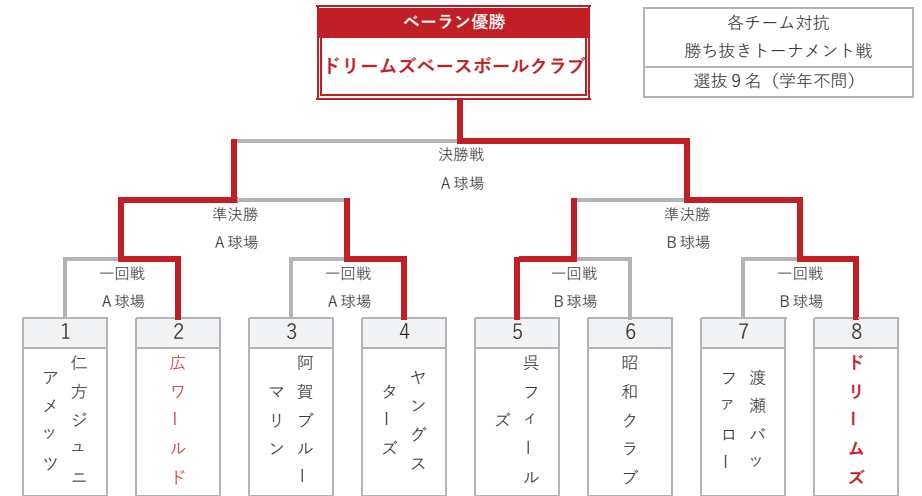 ベーラン優勝
ドリームズベースボールクラブ
各チーム対抗
勝ち抜きトーナメント戦
選抜9名（学年不問）
決勝戦
A球場
準決勝
A球場
準決勝
B球場
一回戦
A球場
一回戦
A球場
一回戦
B球場
一回戦
B球場
1
2
3
4
5
6
7
8
仁方ジュニ
アメッツ
広ワールド
阿賀ブルー
マリン
ヤングス
ターズ
呉フィール
ズ
昭和クラブ
渡瀬バッ
ファロー
ドリームズ